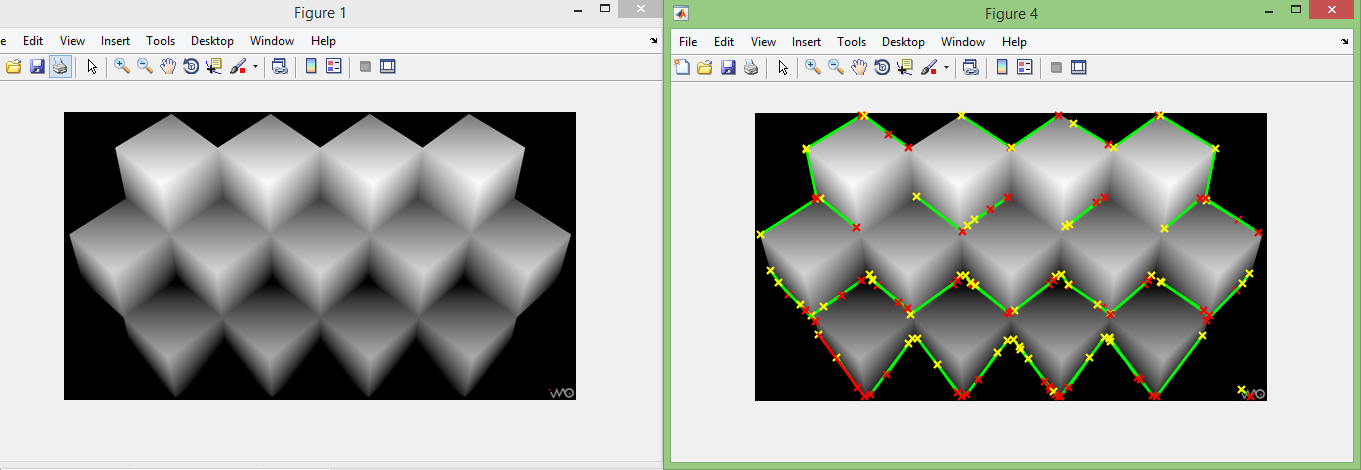 Figure 1
e Edit View Insert Tools Desktop Window Help
Figure 4
File Edit View Insert Tools Desktop Window Help